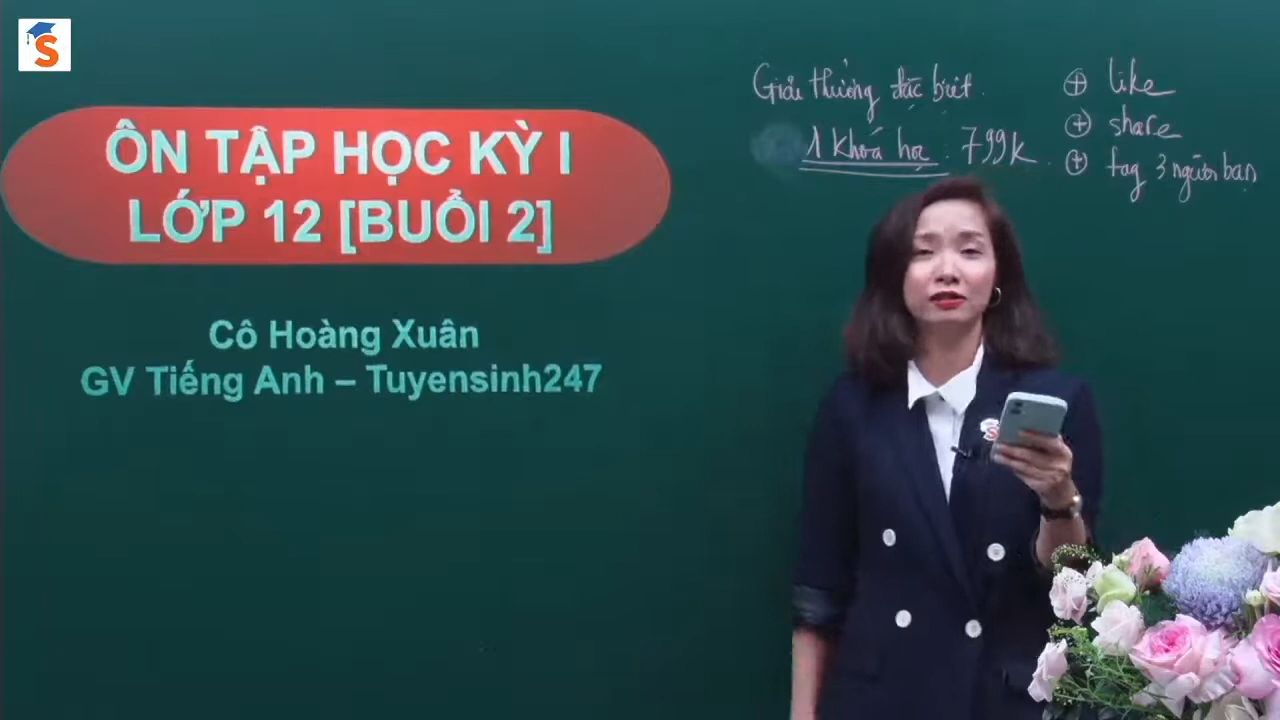 S
ÔN TẬP HỌC KỲ I
LỚP 12 [BUỔI 2]
Cô Hoàng Xuân
GV Tiếng Anh – Tuyensinh247
Giải thưởng đặc biệt.
1 khoá học : 799k.
+ like
+ share
+ tag 3 người bạn
S